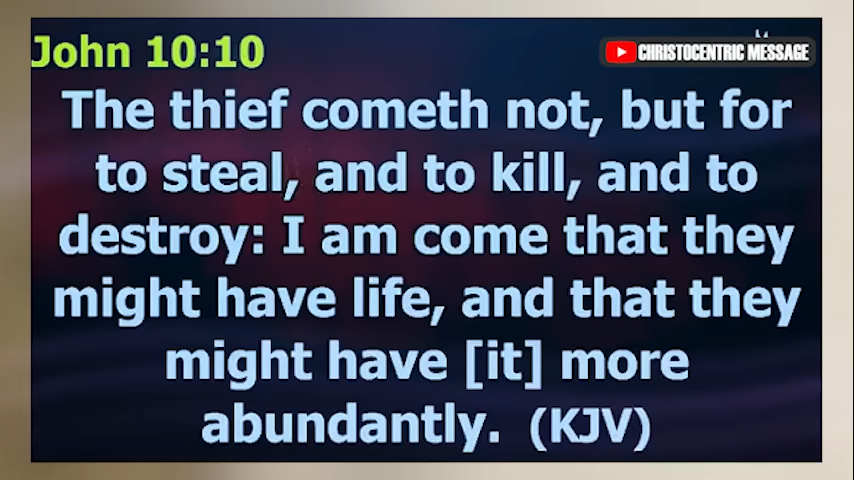 John 10:10
CHRISTOCENTRIC MESSAGE
The thief cometh not, but for
to steal, and to kill, and to
destroy: I am come that they
might have life, and that they
might have [it] more
abundantly. (KJV)